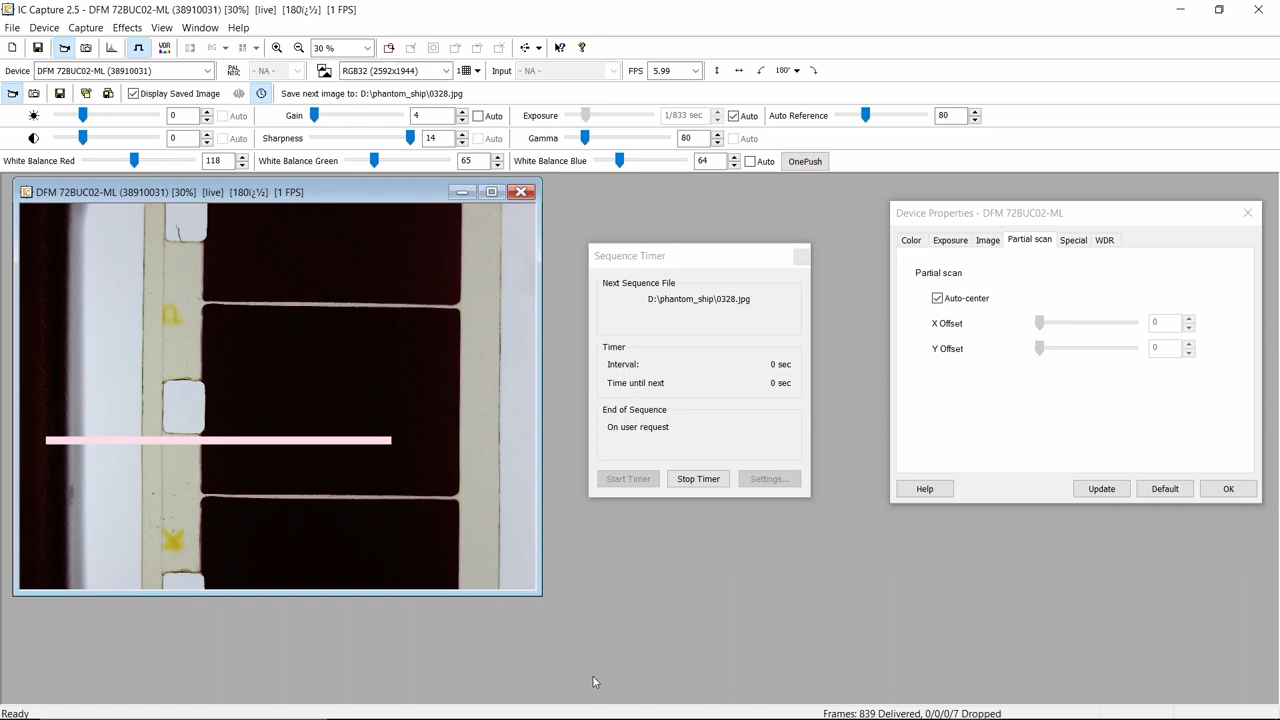 IC Capture 2.5 - DFM 72BUC02-ML (38910031) [30%] [live] [180ï¿½] [1 FPS]
File Device Capture Effects View Window Help
VOR BG 30 %
Device DFM 72BUC02-ML (38910031) PAL NTSC - NA - RGB32 (2592x1944) Input - NA - FPS 5.99 180°
Display Saved Image Save next image to: D:\phantom_ship\0328.jpg
0 Auto Gain 4 Auto Exposure 1/833 sec Auto Auto Reference 80
0 Auto Sharpness 14 Auto Gamma 80 Auto
White Balance Red 118 White Balance Green 65 White Balance Blue 64 Auto OnePush
DFM 72BUC02-ML (38910031) [30%] [live] [180ï¿½] [1 FPS]
P
K
Sequence Timer
Next Sequence File
D:\phantom_ship\0328.jpg
Timer
Interval: 0 sec
Time until next 0 sec
End of Sequence
On user request
Start Timer Stop Timer Settings...
Device Properties - DFM 72BUC02-ML
Color Exposure Image Partial scan Special WDR
Partial scan
Auto-center
X Offset 0
Y Offset 0
Help Update Default OK
Ready Frames: 839 Delivered, 0/0/0/7 Dropped